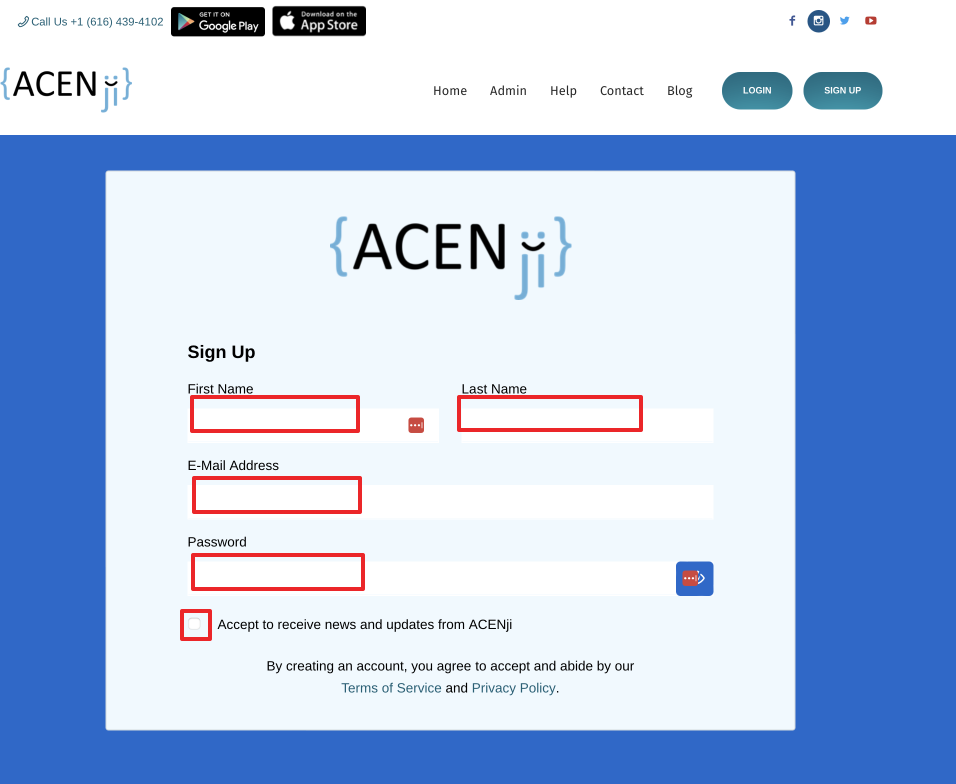 Call Us +1 (616) 439-4102
GET IT ON
Google Play
Download on the
App Store
{ACENji}
Home Admin Help Contact Blog LOGIN SIGN UP
{ACENji}
Sign Up
First Name Last Name
E-Mail Address
Password
Accept to receive news and updates from ACENji
By creating an account, you agree to accept and abide by our
Terms of Service and Privacy Policy.